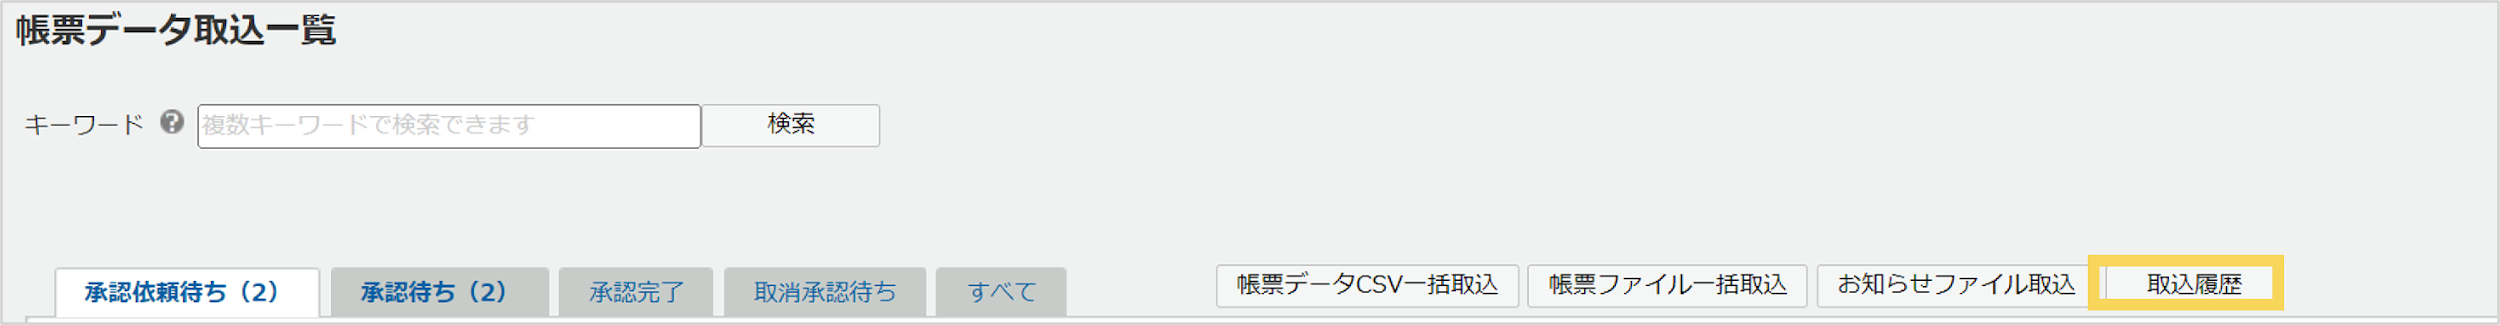 帳票データ取込一覧
キーワード ? 複数キーワードで検索できます 検索
承認依頼待ち（2） 承認待ち（2） 承認完了 取消承認待ち すべて 帳票データCSV一括取込 帳票ファイル一括取込 お知らせファイル取込 取込履歴